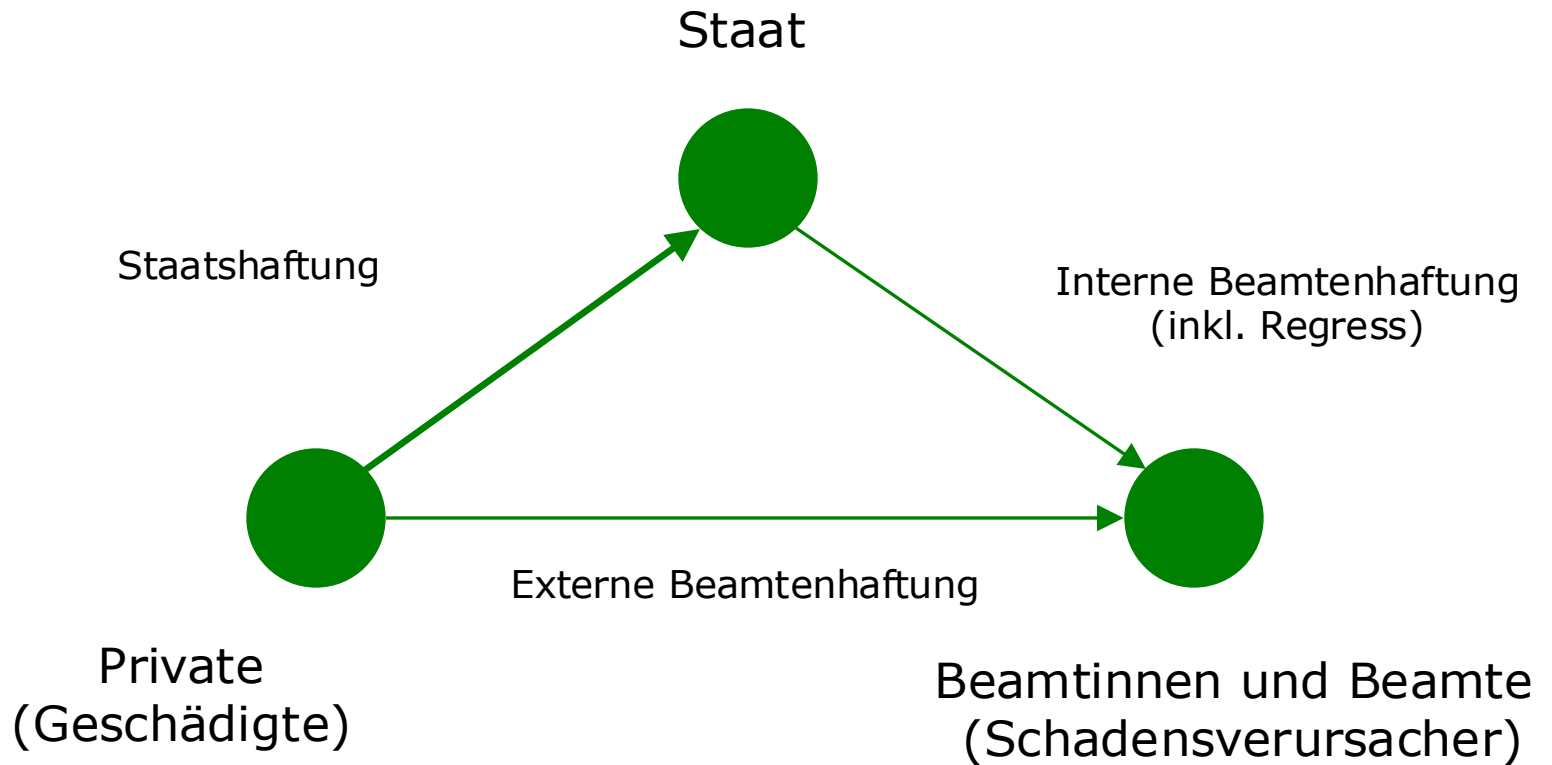 Staat
Staatshaftung
Interne Beamtenhaftung
(inkl. Regress)
Externe Beamtenhaftung
Private
(Geschädigte)
Beamtinnen und Beamte
(Schadensverursacher)